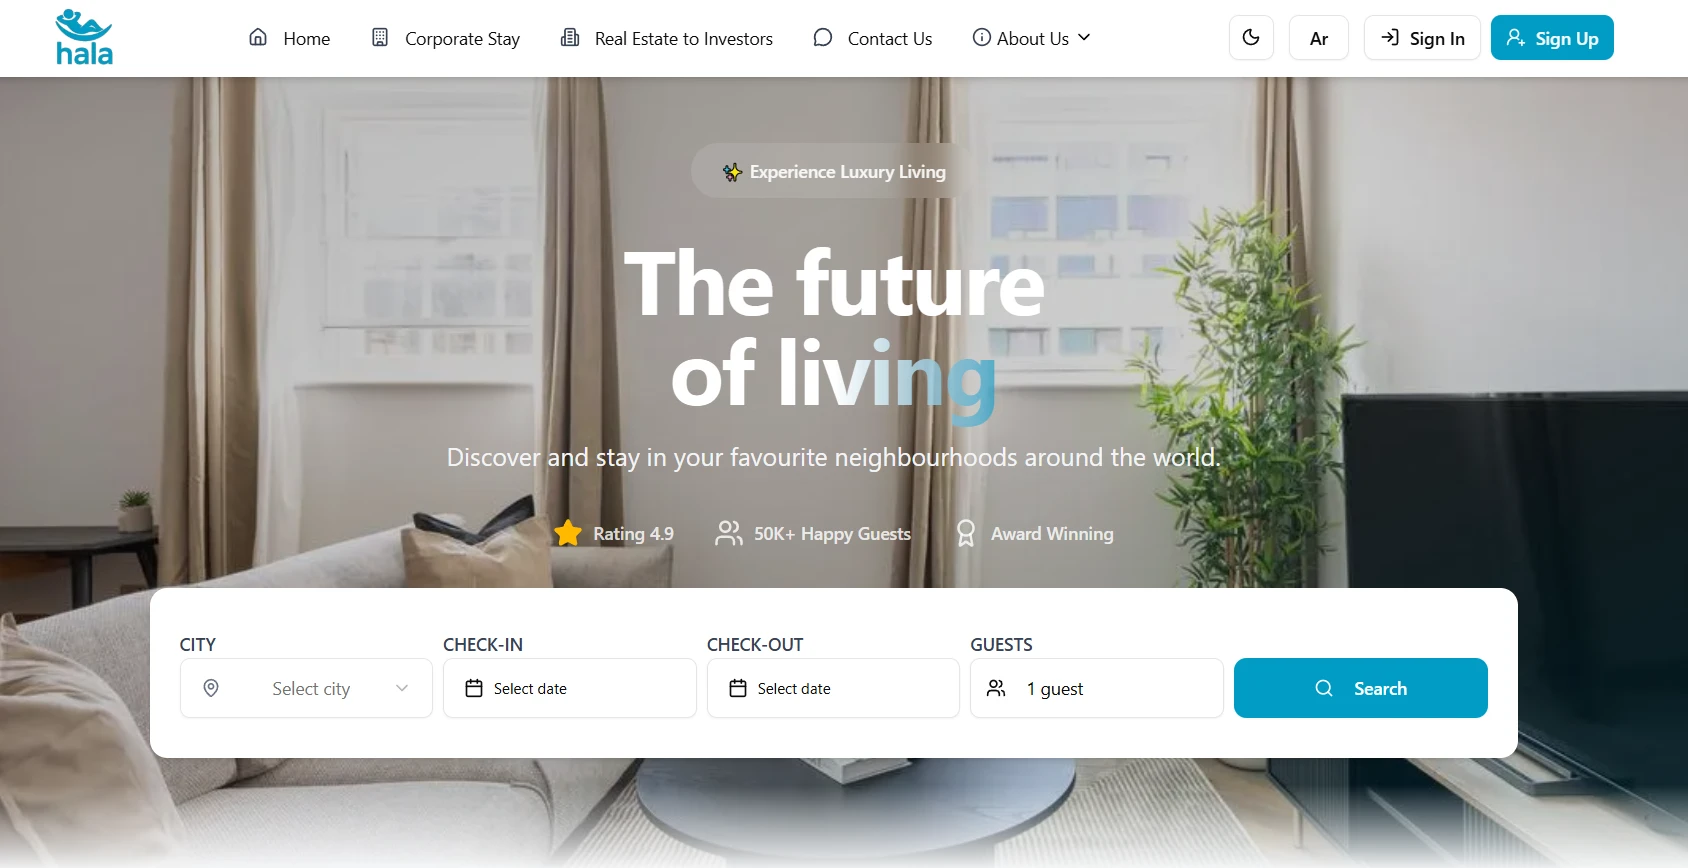 hala
Home
Corporate Stay
Real Estate to Investors
Contact Us
About Us
Ar
Sign In
Sign Up
✨ Experience Luxury Living
The future
of living
Discover and stay in your favourite neighbourhoods around the world.
Rating 4.9
50K+ Happy Guests
Award Winning
CITY
Select city
CHECK-IN
Select date
CHECK-OUT
Select date
GUESTS
1 guest
Search